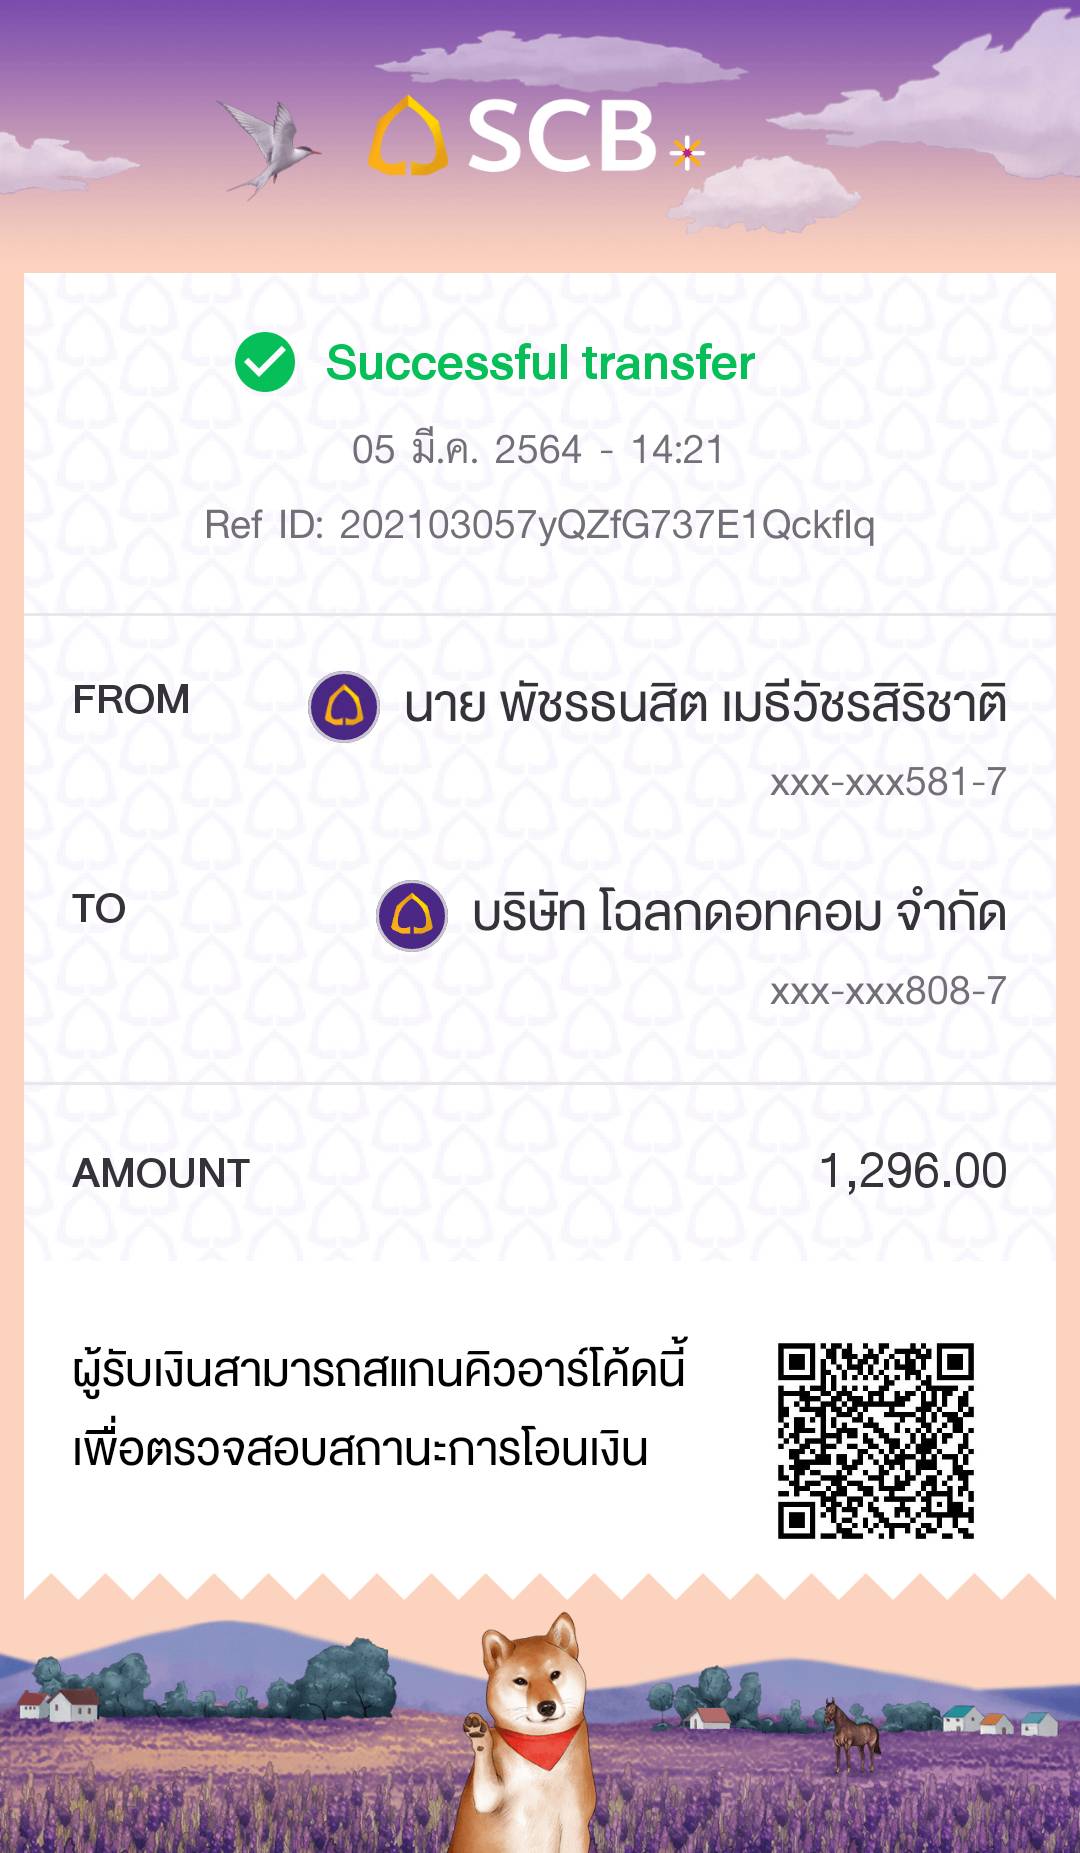 SCB
Successful transfer
05 มี.ค. 2564 - 14:21
Ref ID: 202103057yQZfG737E1Qckflq
FROM
นาย พัชรธนสิต เมธีวัชรสิริชาติ
xxx-xxx581-7
TO
บริษัท โฉลกดอทคอม จำกัด
xxx-xxx808-7
AMOUNT 1,296.00
ผู้รับเงินสามารถสแกนคิวอาร์โค้ดนี้
เพื่อตรวจสอบสถานะการโอนเงิน